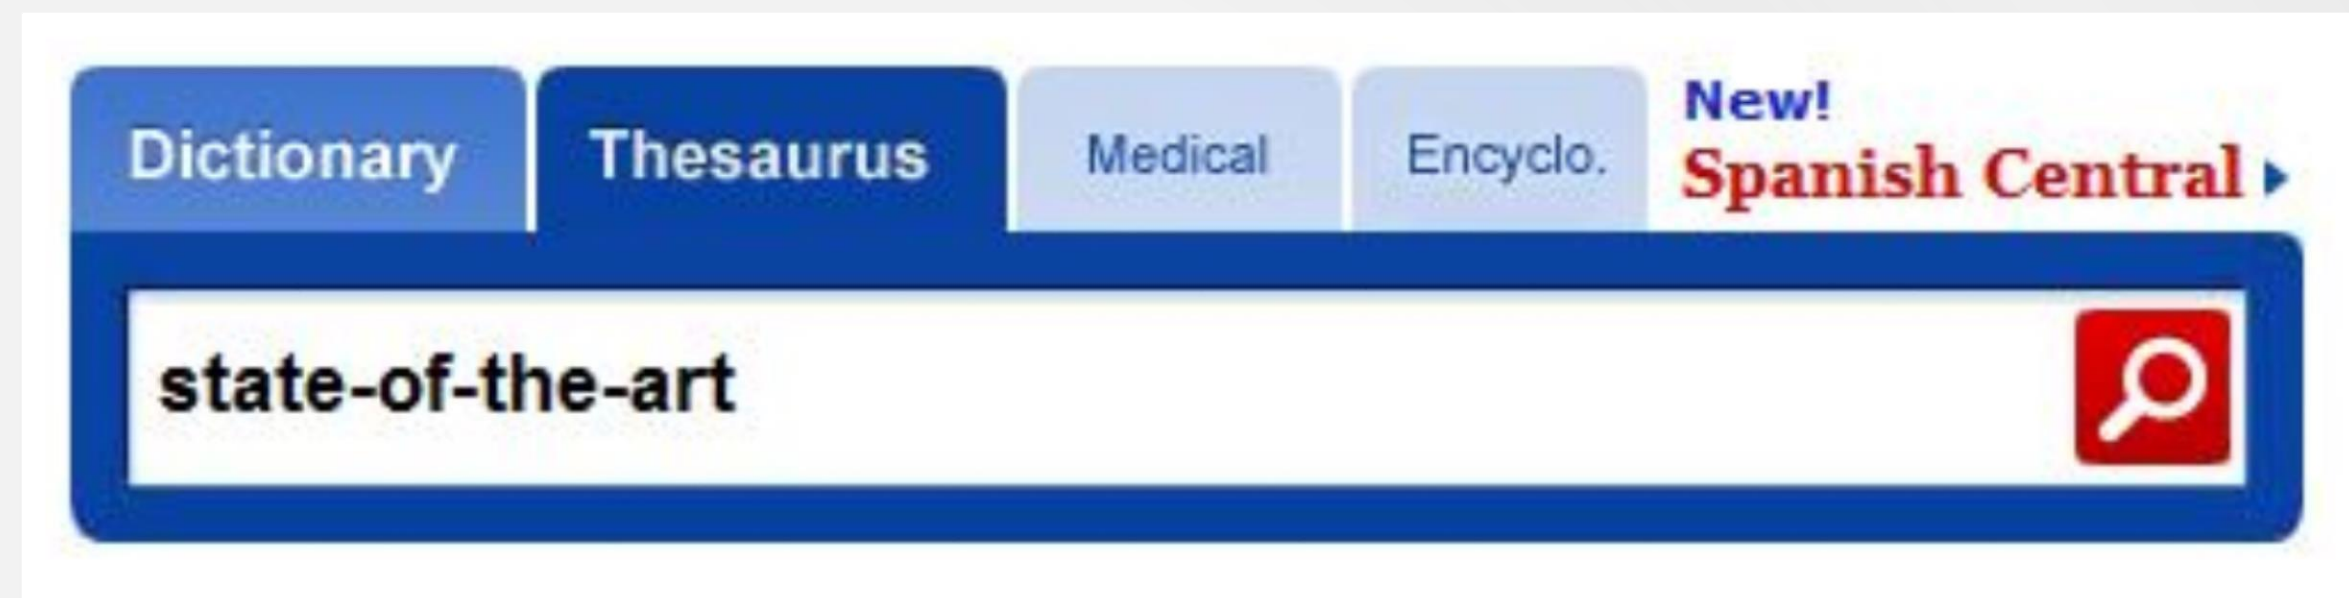 Dictionary Thesaurus Medical Encyclo. New!
Spanish Central
state-of-the-art